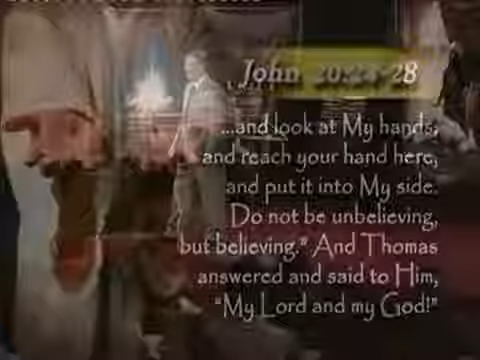 John 20:24-28
...and look at My hands,
and reach your hand here,
and put it into My side.
Do not be unbelieving,
but believing." And Thomas
answered and said to Him,
"My Lord and my God!"